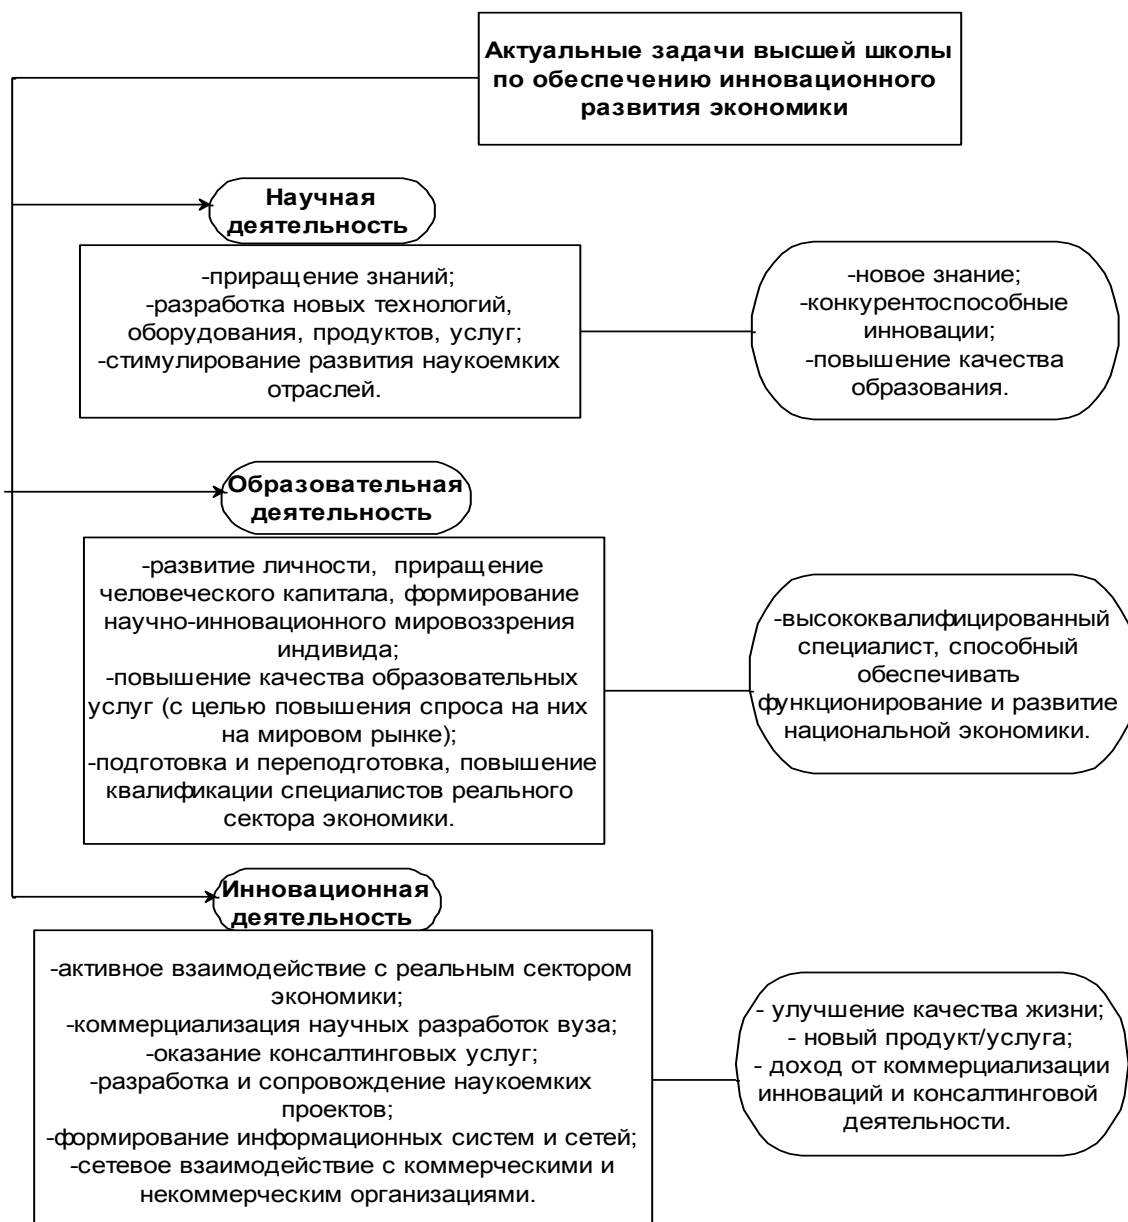 Актуальные задачи высшей школы
по обеспечению инновационного
развития экономики
Научная
деятельность
-приращение знаний;
-разработка новых технологий,
оборудования, продуктов, услуг;
-стимулирование развития наукоемких
отраслей.
-новое знание;
-конкурентоспособные
инновации;
-повышение качества
образования.
Образовательная
деятельность
-развитие личности, приращение
человеческого капитала, формирование
научно-инновационного мировоззрения
индивида;
-повышение качества образовательных
услуг (с целью повышения спроса на них
на мировом рынке);
-подготовка и переподготовка, повышение
квалификации специалистов реального
сектора экономики.
-высококвалифицированный
специалист, способный
обеспечивать
функционирование и развитие
национальной экономики.
Инновационная
деятельность
-активное взаимодействие с реальным сектором
экономики;
-коммерциализация научных разработок вуза;
-оказание консалтинговых услуг;
-разработка и сопровождение наукоемких
проектов;
-формирование информационных систем и сетей;
-сетевое взаимодействие с коммерческими и
некоммерческим организациями.
- улучшение качества жизни;
- новый продукт/услуга;
- доход от коммерциализации
инноваций и консалтинговой
деятельности.